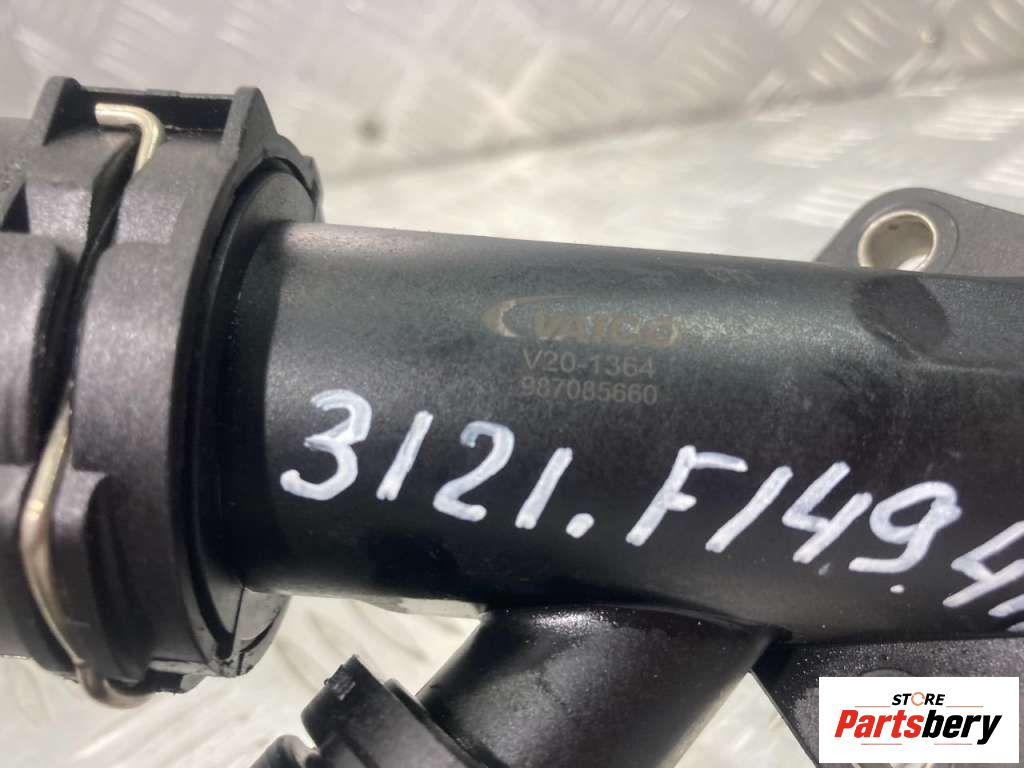 VAICO
V20-1364
987085660
3121.F149
STORE
Partsbery